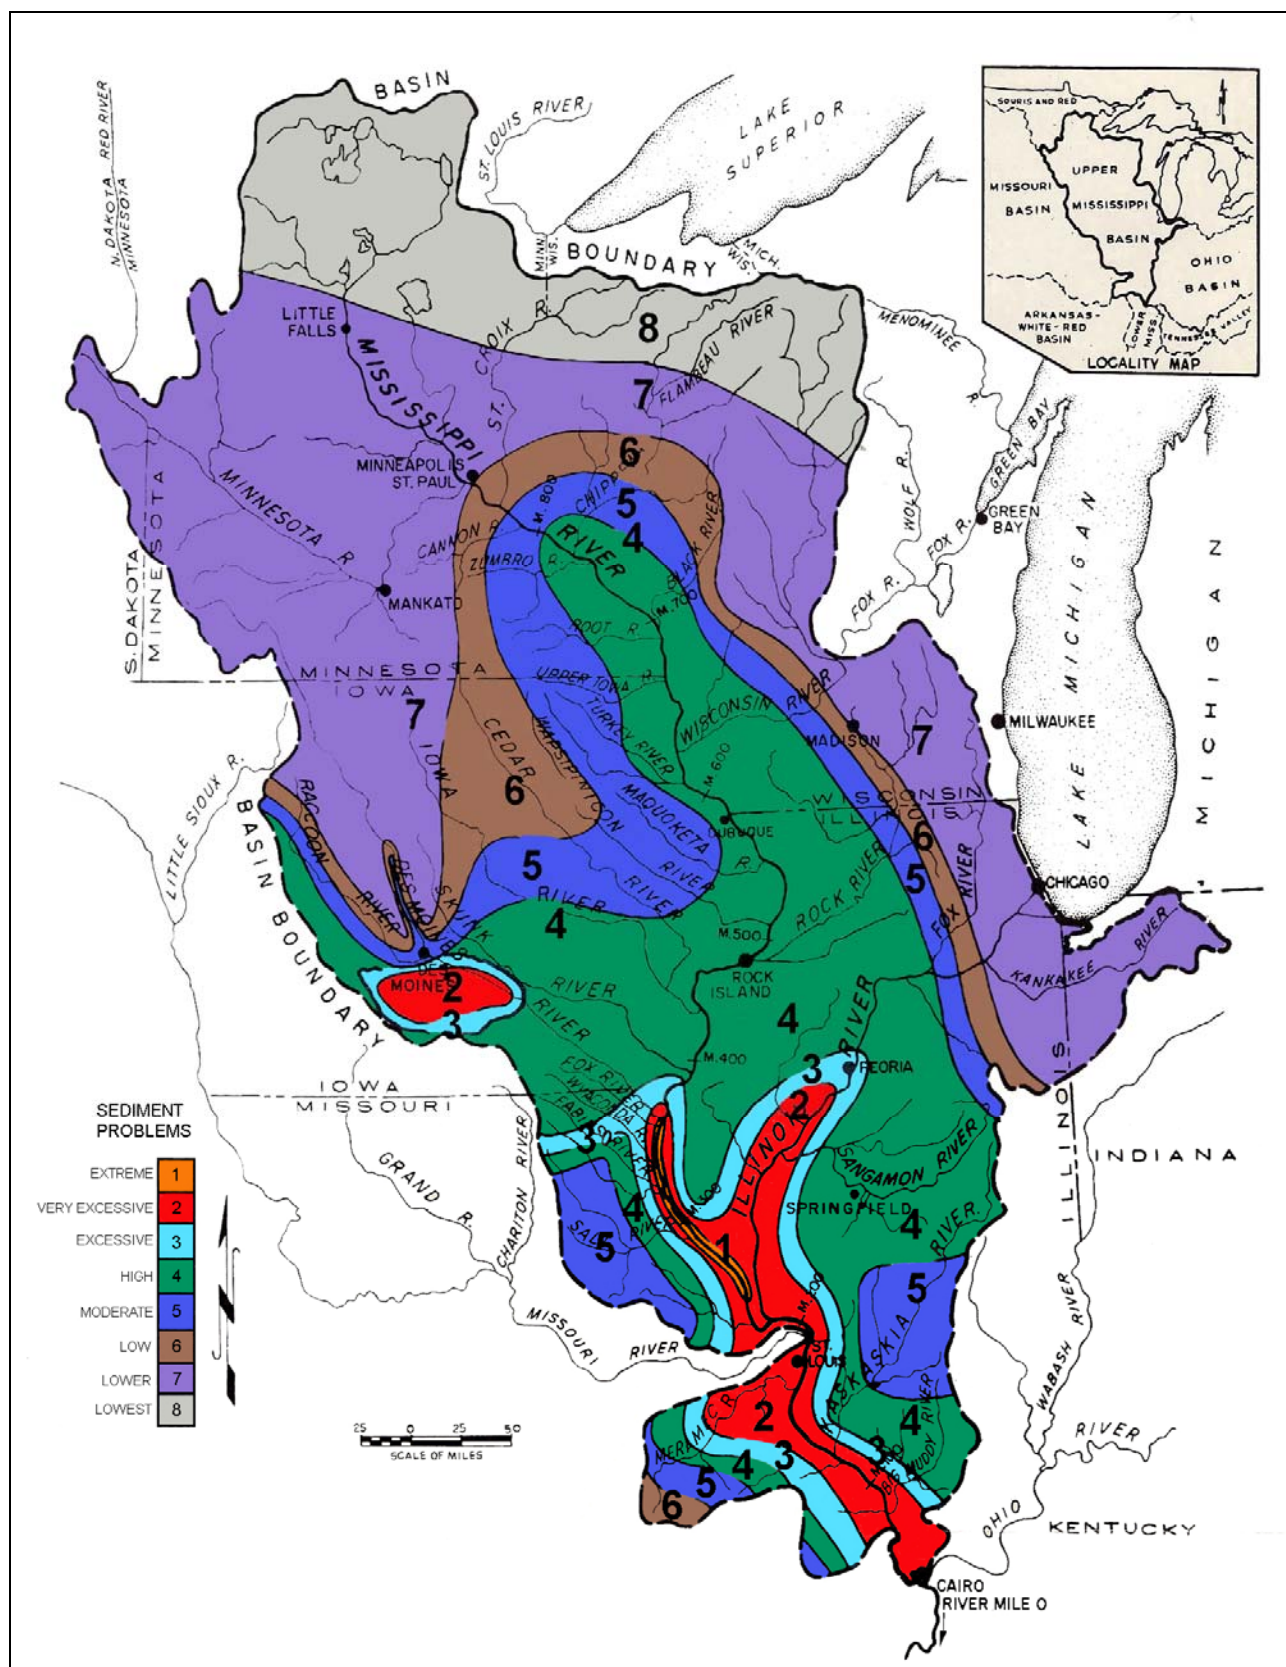 BASIN
ST. LOUIS RIVER
LAKE
SUPERIOR
N. DAKOTA RED RIVER
MINNESOTA
MINN.
WIS.
BOUNDARY
MICH.
WIS.
SOURIS AND RED
MISSOURI
BASIN
UPPER
MISSISSIPPI
BASIN
OHIO
BASIN
ARKANSAS-
WHITE-RED
BASIN
LOWER
MISS
TENNESSEE VALLEY
LOCALITY MAP
LITTLE
FALLS
MISSISSIPPI
ST. CROIX R.
8
FLAMBEAU RIVER
7
MENOMINEE R.
GREEN BAY
6
MINNEAPOLIS
ST. PAUL
MINNESOTA R
M. 800
CHIPPEWA
5
4
RIVER
BLACK RIVER
WOLF R.
FOX R.
GREEN
BAY
CANNON R.
ZUMBRO R.
S. DAKOTA
MINNESOTA
MANKATO
M. 700
FOX R.
ROOT R.
LAKE MICHIGAN
MICHIGAN
MINNESOTA
IOWA
UPPER IOWA R.
7
IOWA
CEDAR
WAPSIPINICON
TURKEY RIVER
WISCONSIN RIVER
MADISON
7
MILWAUKEE
LITTLE SIOUX R.
6
M. 600
MAQUOKETA
RIVER
R.
DUBUQUE
WISCONSIN
ILLINOIS
RACCOON
RIVER
DES MOINES
SKUNK
5
RIVER
RIVER
4
6
5
ROCK RIVER
FOX RIVER
CHICAGO
KANKAKEE RIVER
BASIN BOUNDARY
M. 500
ROCK
ISLAND
DES
MOINES
2
3
RIVER
RIVER
4
RIVER
M. 400
3
PEORIA
IOWA
MISSOURI
FOX RIVER
WYACONDA R.
FABIUS RIVER
3
2
ILLINOIS
ILLINOIS
INDIANA
SEDIMENT
PROBLEMS
EXTREME 1
VERY EXCESSIVE 2
EXCESSIVE 3
HIGH 4
MODERATE 5
LOW 6
LOWER 7
LOWEST 8
GRAND R.
CHARITON RIVER
SANGAMON RIVER
SPRINGFIELD
4
4
SALT RIVER
5
M. 300
1
5
KASKASKIA
RIVER
M. 200
MISSOURI RIVER
ST.
LOUIS
WABASH RIVER
25 0 25 50
SCALE OF MILES
MERAMEC R.
2
3
4
5
6
4
3
BIG MUDDY RIVER
RIVER
OHIO
KENTUCKY
CAIRO
RIVER MILE 0